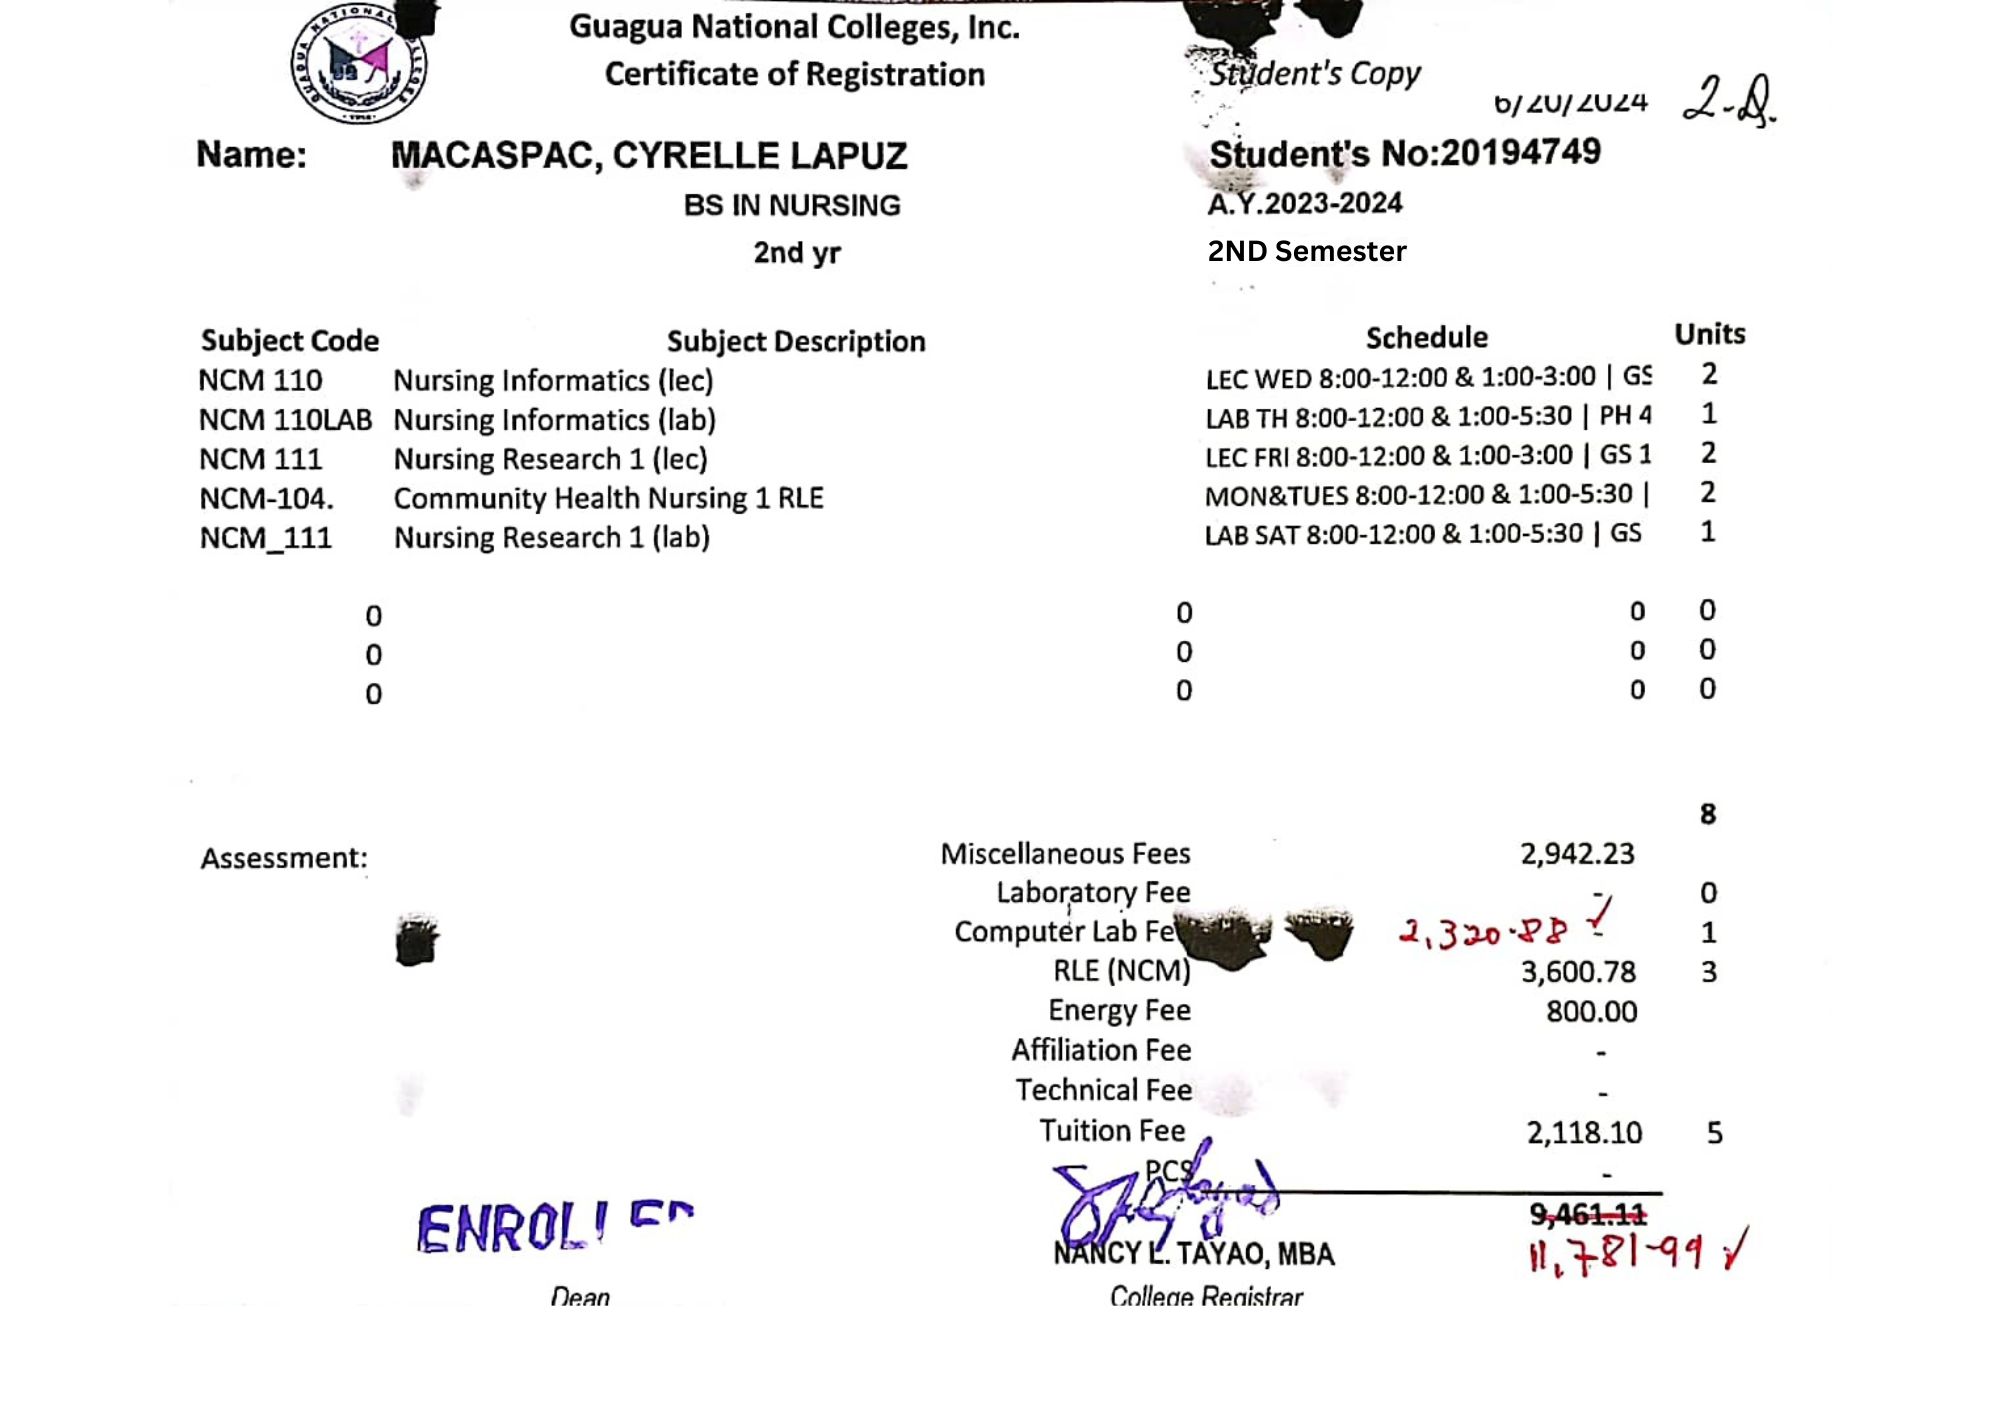 Guagua National Colleges, Inc.
Certificate of Registration
Student's Copy
6/20/2024
Name: MACASPAC, CYRELLE LAPUZ Student's No:20194749
BS IN NURSING A.Y.2023-2024
2nd yr 2ND Semester
Subject Code Subject Description Schedule Units
NCM 110 Nursing Informatics (lec) LEC WED 8:00-12:00 & 1:00-3:00 | GS 2
NCM 110LAB Nursing Informatics (lab) LAB TH 8:00-12:00 & 1:00-5:30 | PH 4 1
NCM 111 Nursing Research 1 (lec) LEC FRI 8:00-12:00 & 1:00-3:00 | GS 1 2
NCM-104. Community Health Nursing 1 RLE MON&TUES 8:00-12:00 & 1:00-5:30 | 2
NCM_111 Nursing Research 1 (lab) LAB SAT 8:00-12:00 & 1:00-5:30 | GS 1
0 0 0 0
0 0 0 0
0 0 0 0
8
Assessment: Miscellaneous Fees 2,942.23
Laboratory Fee - 0
Computer Lab Fe 2,320.88 - 1
RLE (NCM) 3,600.78 3
Energy Fee 800.00
Affiliation Fee -
Technical Fee -
Tuition Fee 2,118.10 5
PCS -
9,461.11
ENROLLED
NANCY L. TAYAO, MBA 11,781.99
Dean College Registrar